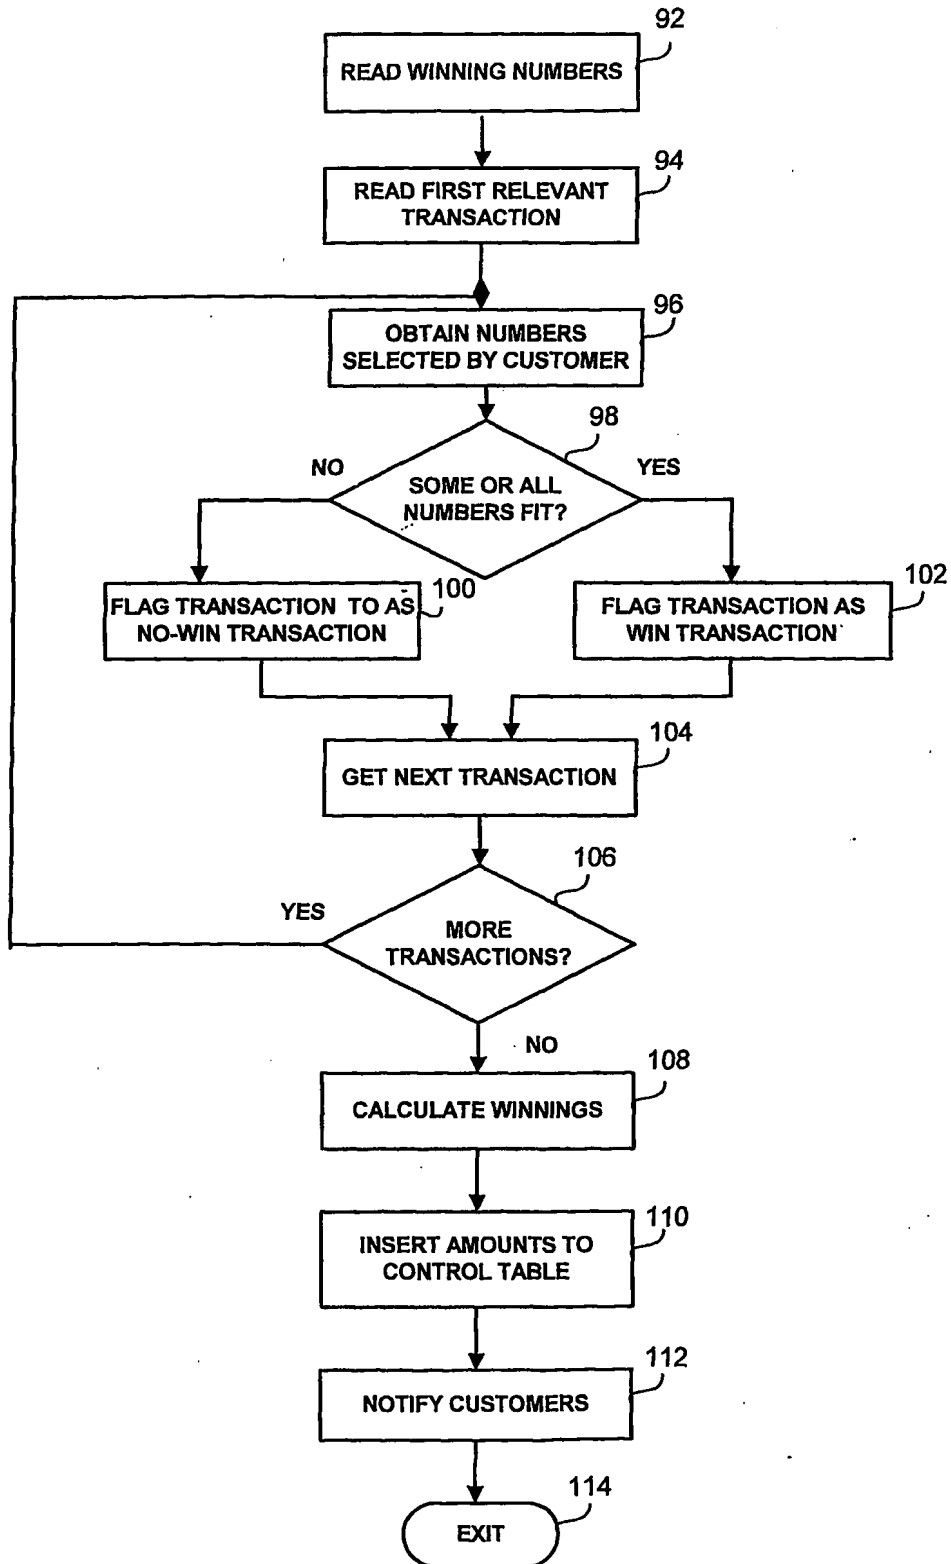 92
READ WINNING NUMBERS
94
READ FIRST RELEVANT
TRANSACTION
96
OBTAIN NUMBERS
SELECTED BY CUSTOMER
98
NO
YES
SOME OR ALL
NUMBERS FIT?
100
FLAG TRANSACTION TO AS
NO-WIN TRANSACTION
102
FLAG TRANSACTION AS
WIN TRANSACTION
104
GET NEXT TRANSACTION
106
YES
MORE
TRANSACTIONS?
NO
108
CALCULATE WINNINGS
110
INSERT AMOUNTS TO
CONTROL TABLE
112
NOTIFY CUSTOMERS
114
EXIT